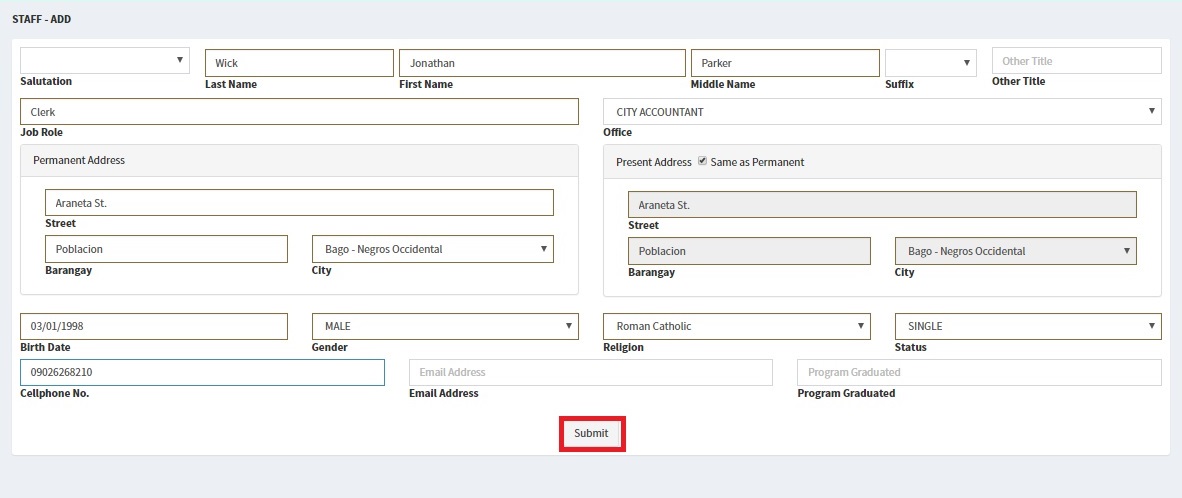 STAFF - ADD
Wick Jonathan Parker Other Title
Salutation Last Name First Name Middle Name Suffix Other Title
Clerk CITY ACCOUNTANT
Job Role Office
Permanent Address Present Address Same as Permanent
Araneta St. Araneta St.
Street Street
Poblacion Bago - Negros Occidental Poblacion Bago - Negros Occidental
Barangay City Barangay City
03/01/1998 MALE Roman Catholic SINGLE
Birth Date Gender Religion Status
09026268210 Email Address Program Graduated
Cellphone No. Email Address Program Graduated
Submit